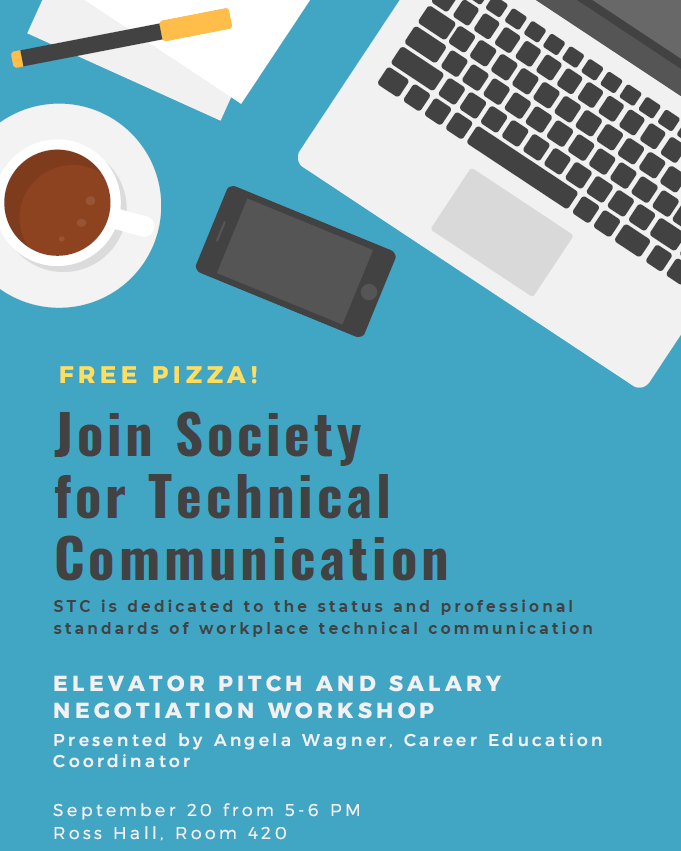 FREE PIZZA!
Join Society
for Technical
Communication
STC is dedicated to the status and professional
standards of workplace technical communication
ELEVATOR PITCH AND SALARY
NEGOTIATION WORKSHOP
Presented by Angela Wagner, Career Education
Coordinator
September 20 from 5-6 PM
Ross Hall, Room 420